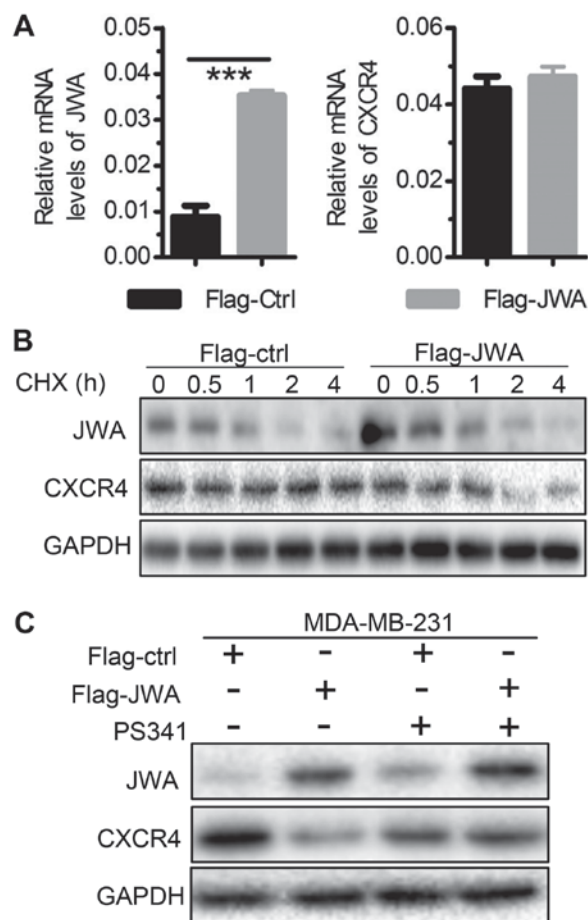 A
Relative mRNA
levels of JWA
0.05
0.04
0.03
0.02
0.01
0.00
***
Relative mRNA
levels of CXCR4
0.06
0.04
0.02
0.00
Flag-Ctrl
Flag-JWA
B
Flag-ctrl Flag-JWA
CHX (h) 0 0.5 1 2 4 0 0.5 1 2 4
JWA
CXCR4
GAPDH
C
MDA-MB-231
Flag-ctrl + - + -
Flag-JWA - + - +
PS341 - - + +
JWA
CXCR4
GAPDH